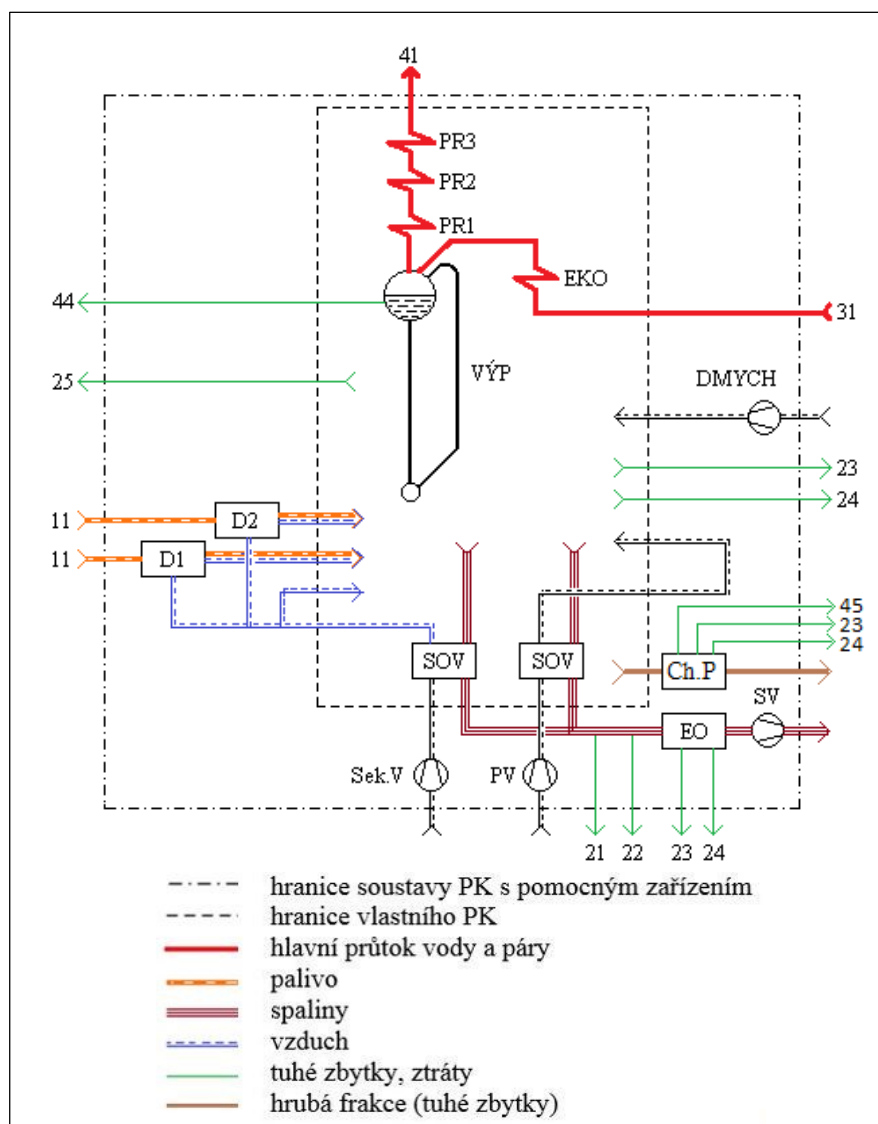 41
PR3
PR2
PR1
EKO
44
31
VÝP
25
DMYCH
23
24
11
D2
11
D1
45
23
24
SOV
SOV
Ch.P
SV
EO
Sek.V
PV
21
22
23
24
hranice soustavy PK s pomocným zařízením
hranice vlastního PK
hlavní průtok vody a páry
palivo
spaliny
vzduch
tuhé zbytky, ztráty
hrubá frakce (tuhé zbytky)